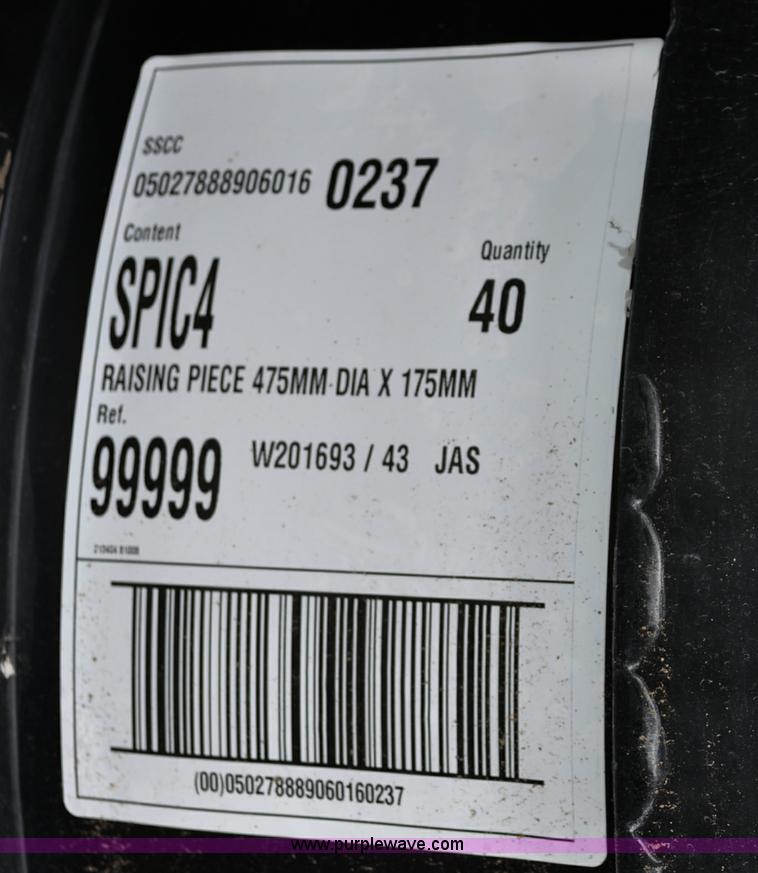 SSCC
05027888906016 0237
Content
Quantity
SPIC4
40
RAISING PIECE 475MM DIA X 175MM
Ref.
99999 W201693 / 43 JAS
(00)050278889060160237
www.purplewave.com